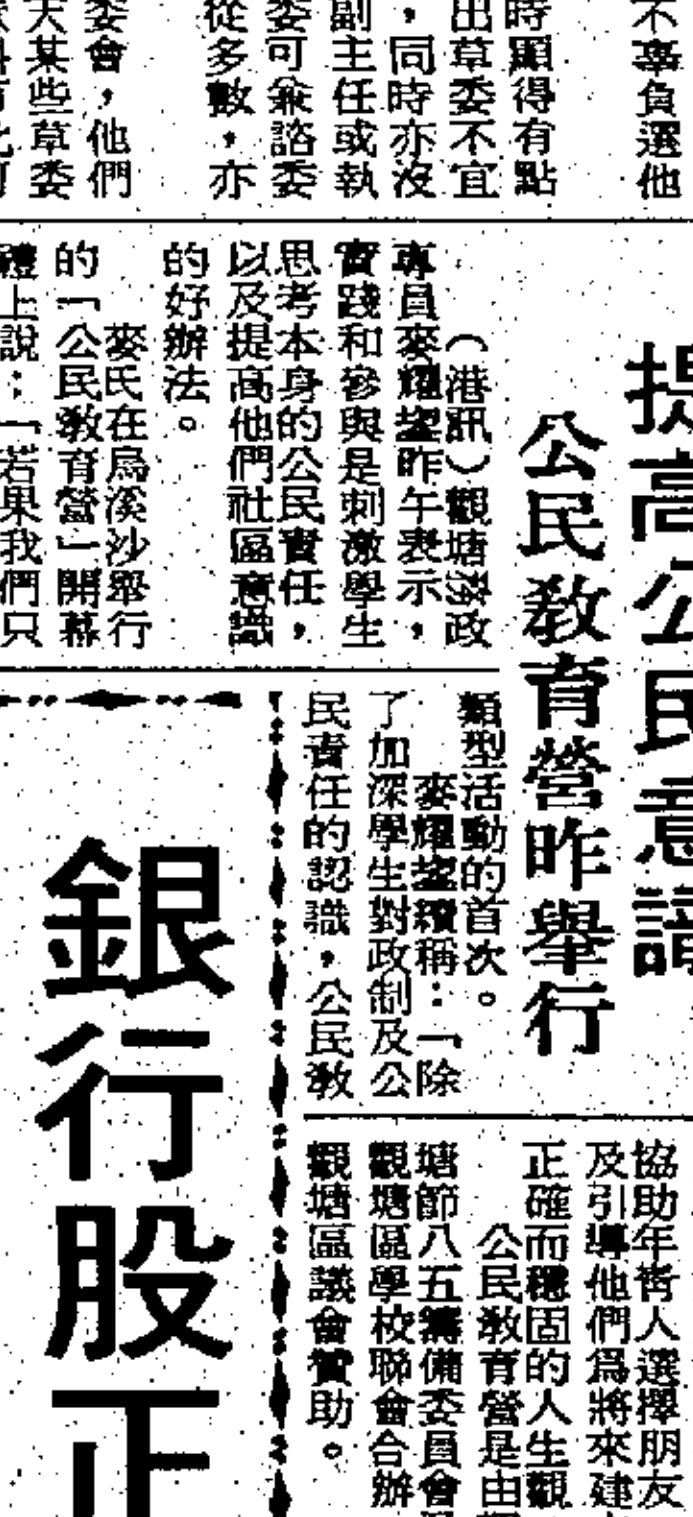 不辜負選他
時顯得有點
出草委不宜
，同時亦沒
副主任或執
委可兼諮委
從多數，亦
委會，他們
天某些草委
提高公民意識
公民教育營昨舉行
（港訊）觀塘政務
專員麥耀堃昨午表示，
實踐和參與是刺激學生
思考本身的公民責任，
以及提高他們社區意識
的好辦法。
麥氏在烏溪沙舉行
的「公民教育營」開幕
禮上說：「若果我們只
類型活動的首次。
麥耀堃續稱：「除
了加深學生對政制及公
民責任的認識，公民教
協助年青人選擇朋友
及引導他們爲將來建
正確而穩固的人生觀
公民教育營是由
塘節八五籌備委員會
觀塘區學校聯會合辦
觀塘區議會贊助。
銀行股正